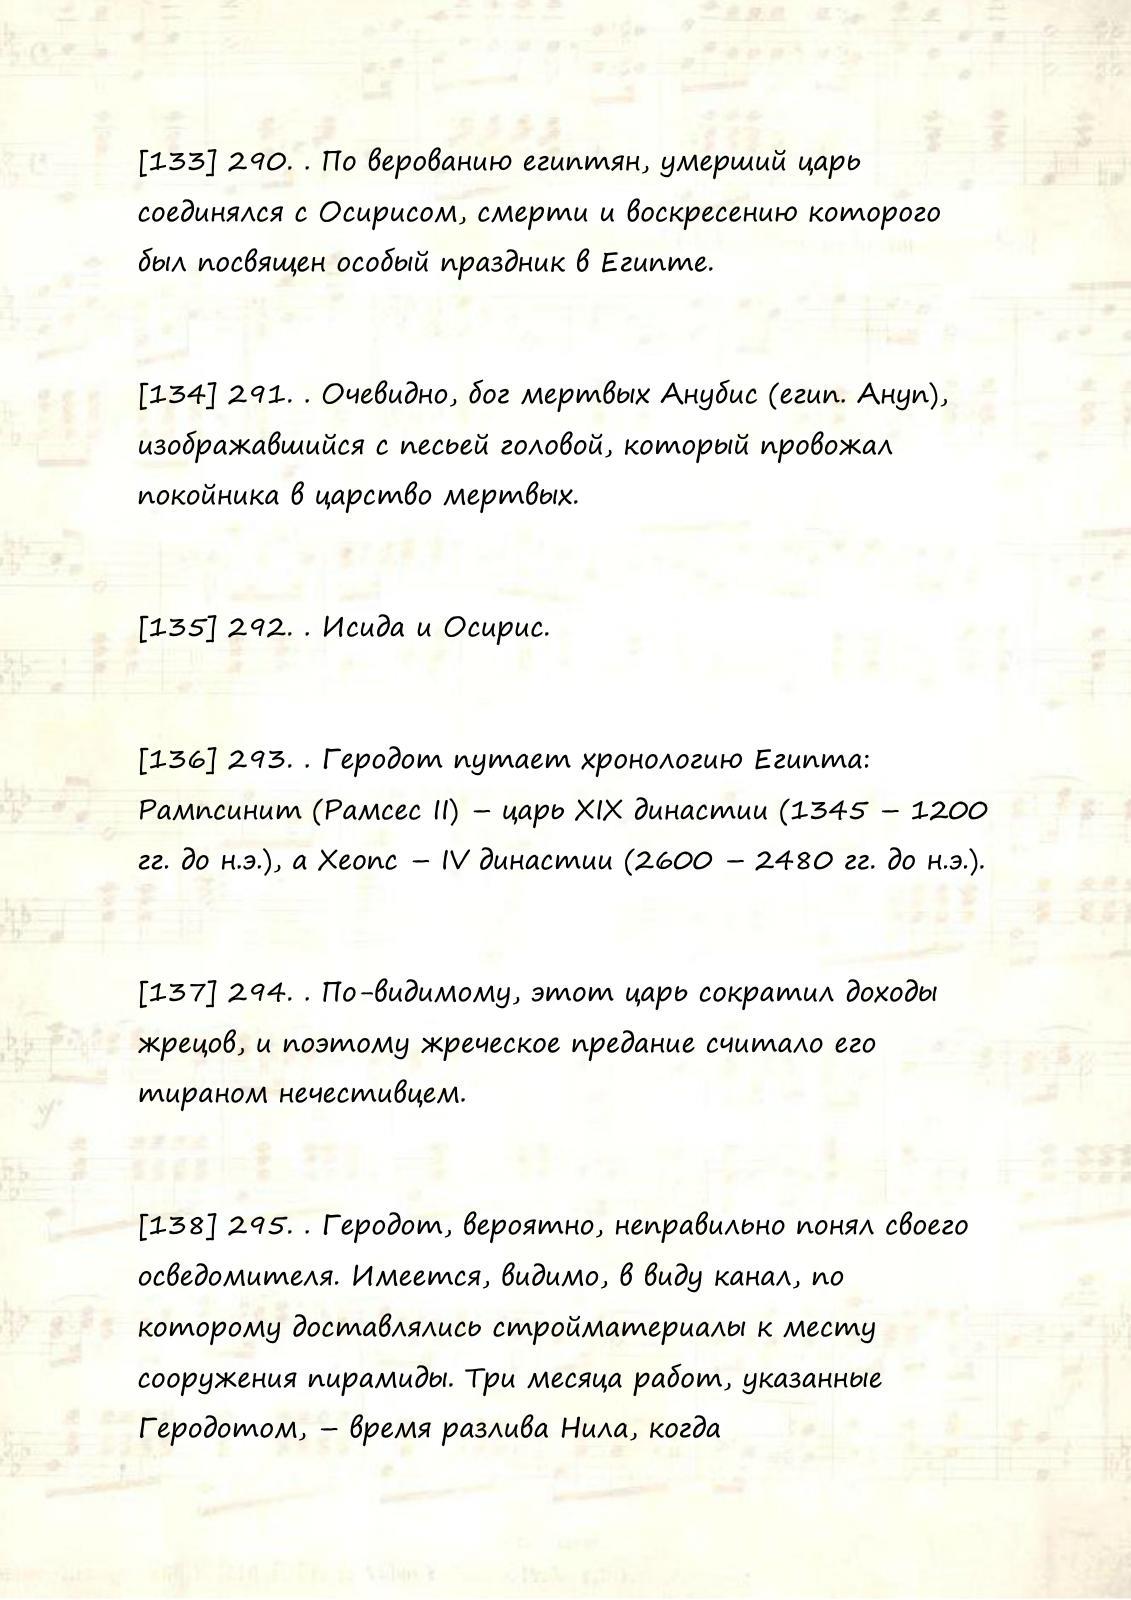 [133] 290. . По верованию египтян, умерший царь
соединялся с Осирисом, смерти и воскресению которого
был посвящен особый праздник в Египте.
[134] 291. . Очевидно, бог мертвых Анубис (егип. Ануп),
изображавшийся с песьей головой, который провожал
покойника в царство мертвых.
[135] 292. . Исида и Осирис.
[136] 293. . Геродот путает хронологию Египта:
Рампсинит (Рамсес II) – царь XIX династии (1345 – 1200
гг. до н.э.), а Хеопс – IV династии (2600 – 2480 гг. до н.э.).
[137] 294. . По-видимому, этот царь сократил доходы
жрецов, и поэтому жреческое предание считало его
тираном нечестивцем.
[138] 295. . Геродот, вероятно, неправильно понял своего
осведомителя. Имеется, видимо, в виду канал, по
которому доставлялись стройматериалы к месту
сооружения пирамиды. Три месяца работ, указанные
Геродотом, – время разлива Нила, когда